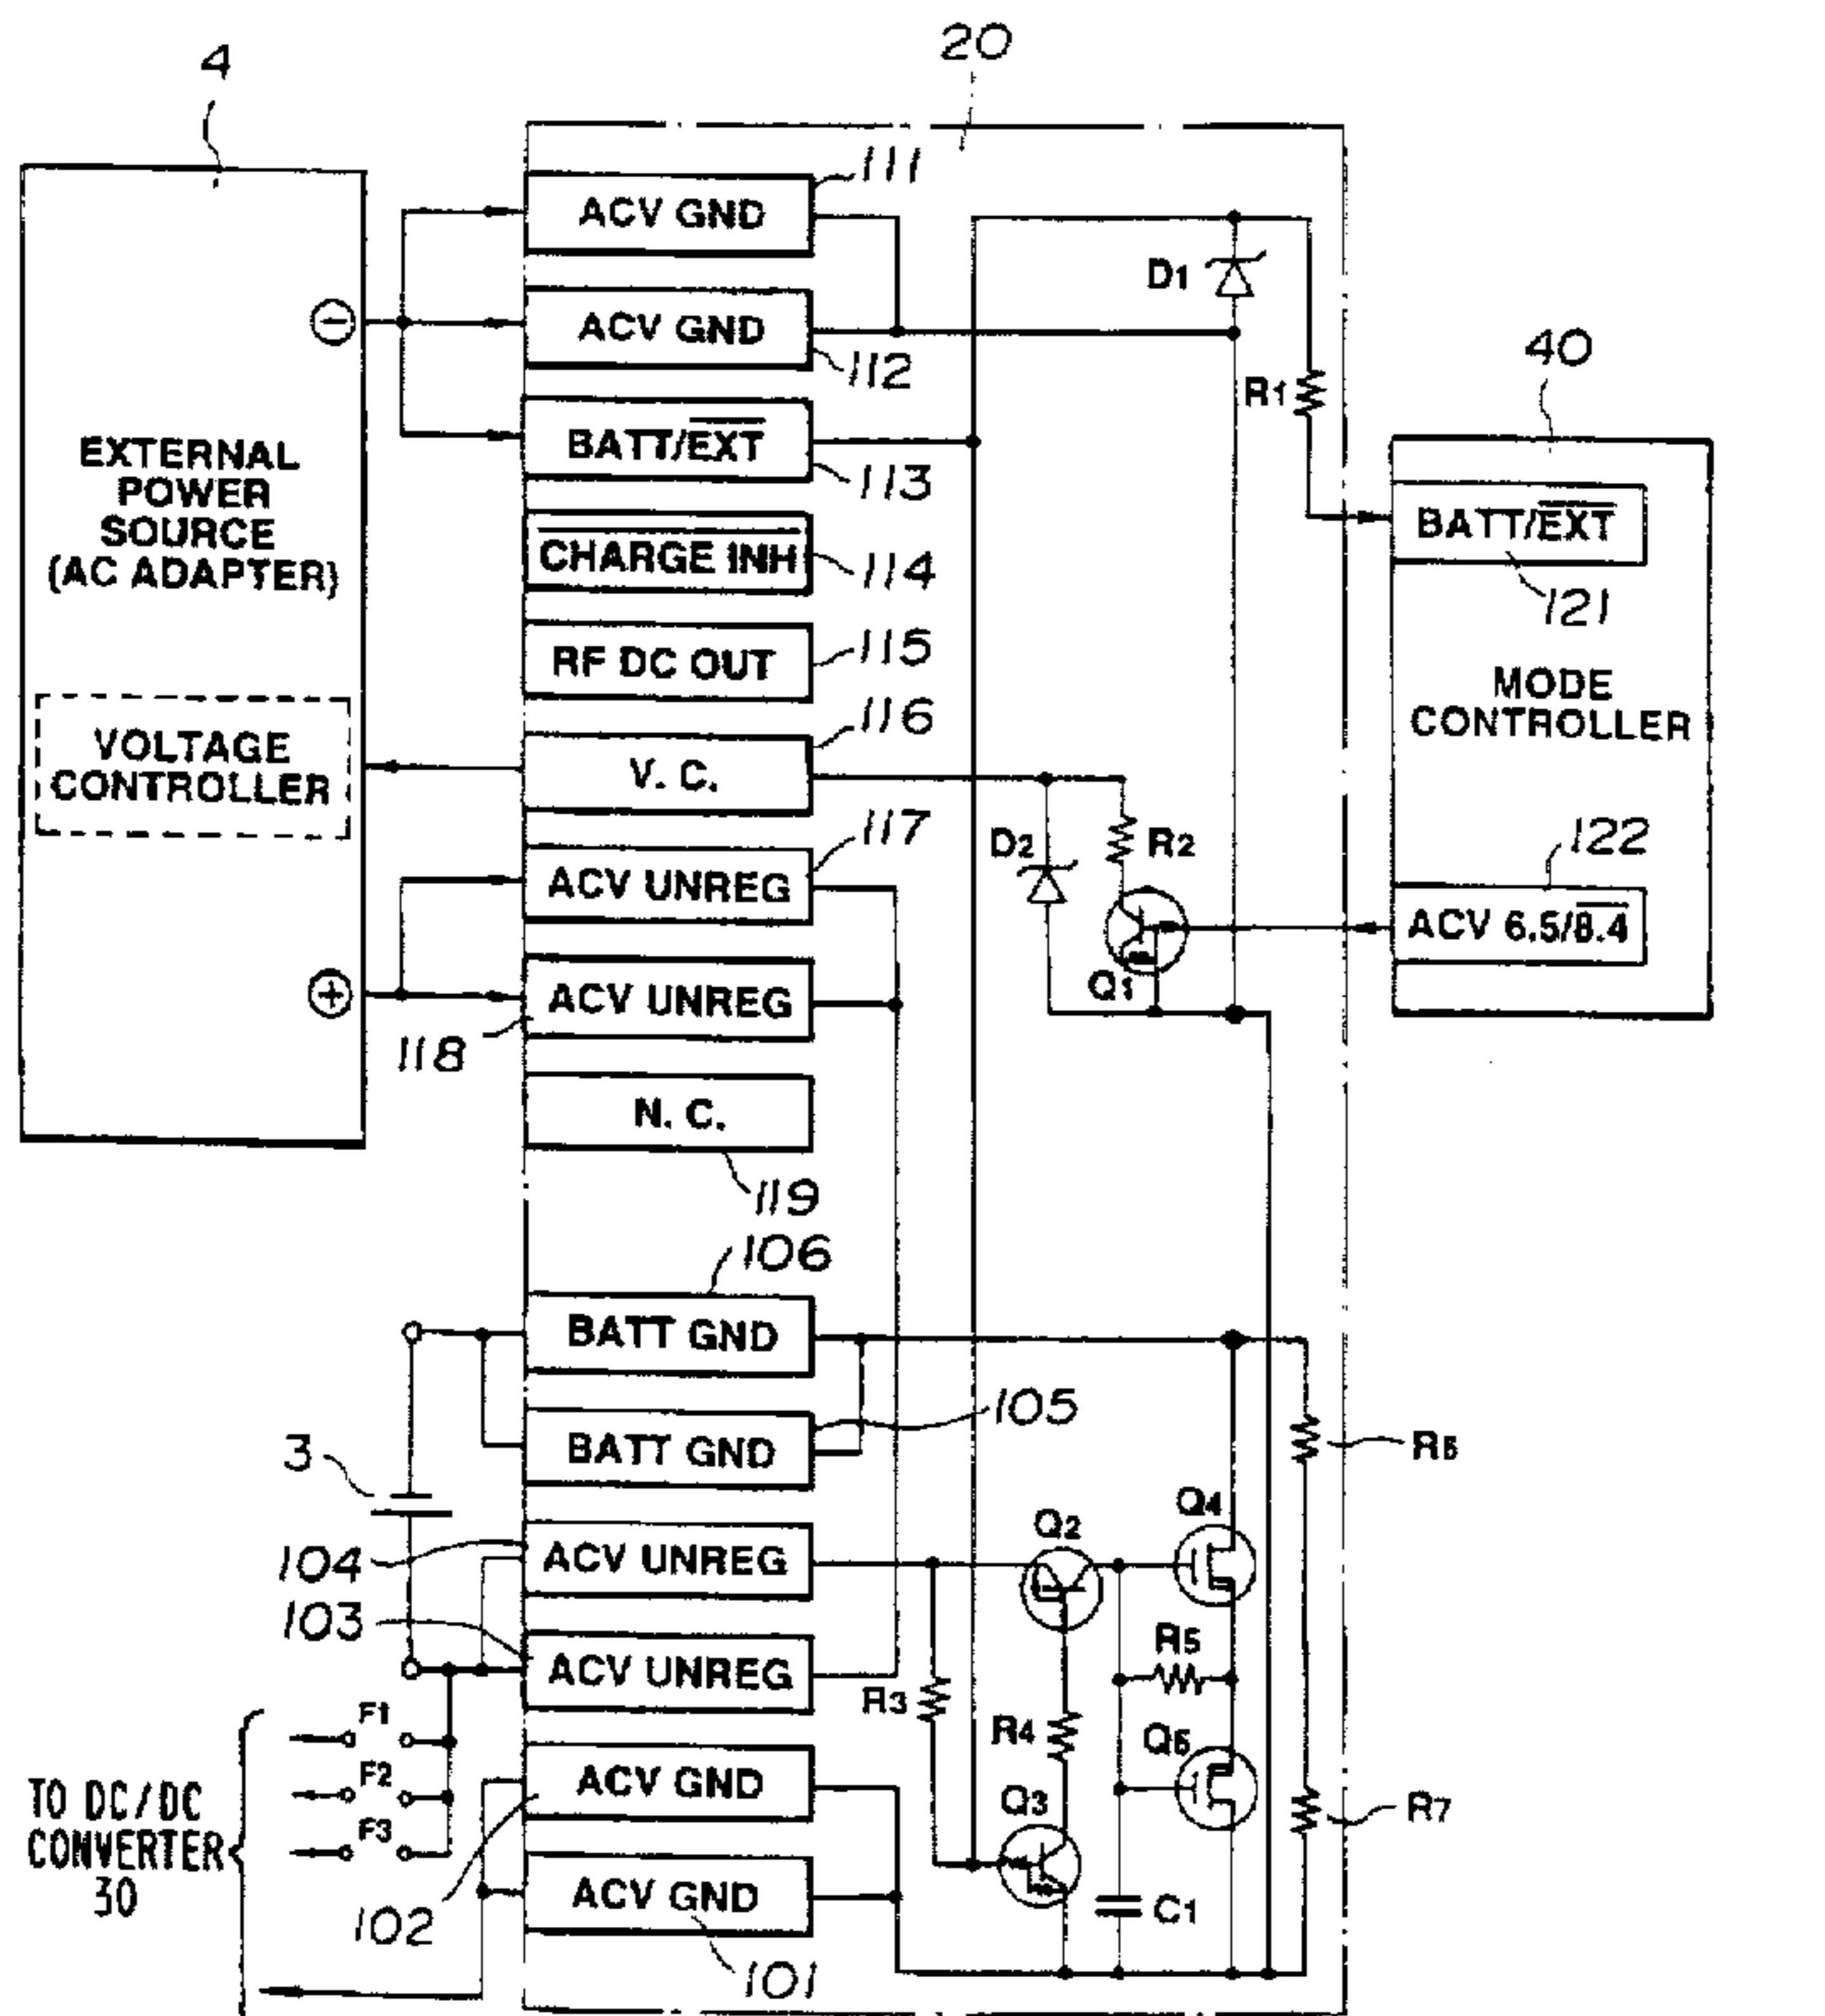 4
20
111
ACV GND
ACV GND
112
BATT/EXT
113
CHARGE INH
114
RF DC OUT
115
116
V. C.
117
ACV UNREG
ACV UNREG
118
N. C.
119
EXTERNAL
POWER
SOURCE
(AC ADAPTER)
VOLTAGE
CONTROLLER
−
+
D1
R1
D2
R2
Q1
40
BATT/EXT
121
MODE
CONTROLLER
122
ACV 6.5/8.4
106
BATT GND
BATT GND
105
3
104
ACV UNREG
103
ACV UNREG
ACV GND
102
ACV GND
101
F1
F2
F3
TO DC/DC
CONVERTER
30
Q2
Q4
R6
R5
R3
R4
Q5
Q3
R7
C1